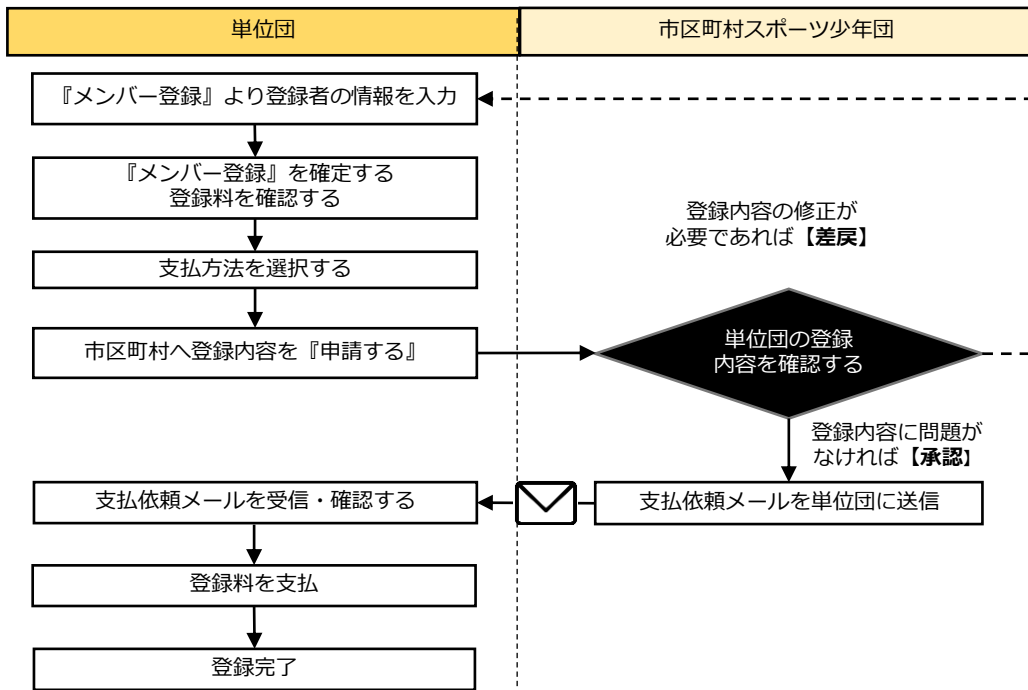 単位団
市区町村スポーツ少年団
『メンバー登録』より登録者の情報を入力
『メンバー登録』を確定する
登録料を確認する
支払方法を選択する
市区町村へ登録内容を『申請する』
登録内容の修正が
必要であれば【差戻】
単位団の登録
内容を確認する
登録内容に問題が
なければ【承認】
支払依頼メールを単位団に送信
支払依頼メールを受信・確認する
登録料を支払
登録完了